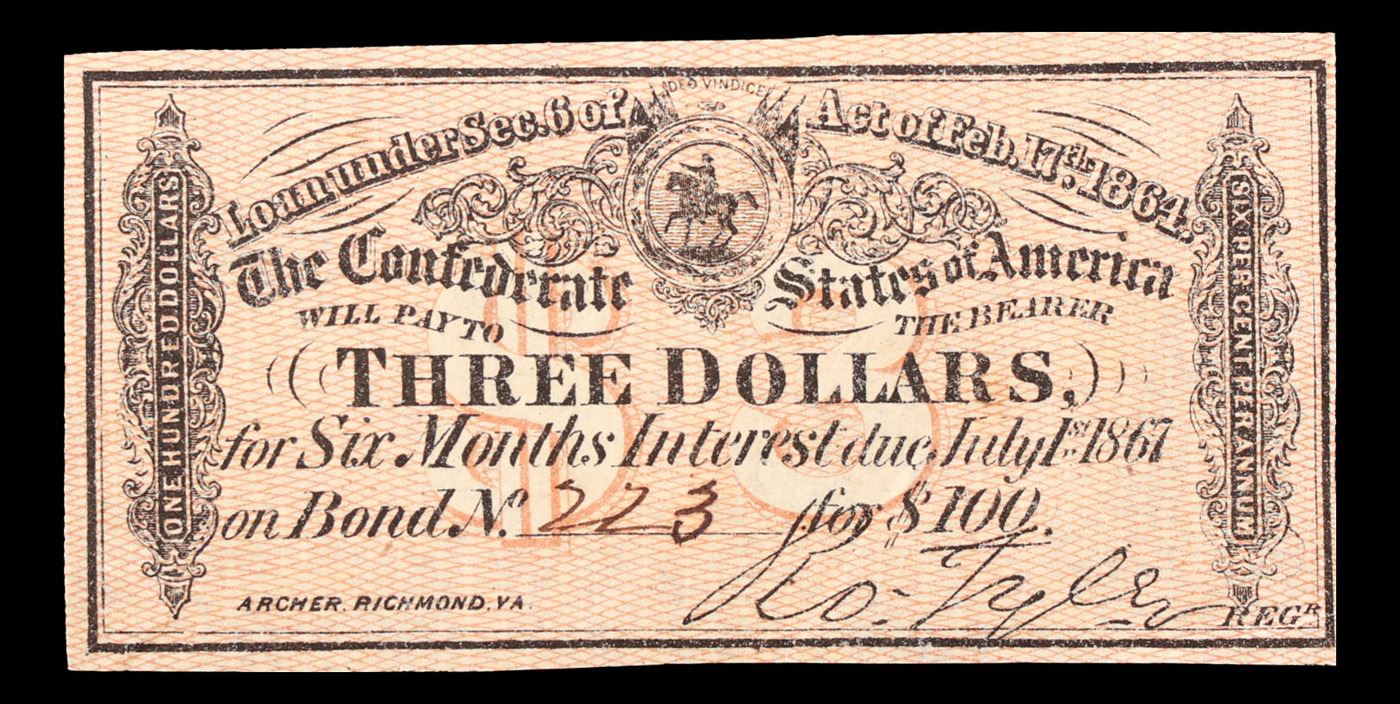 DEO VINDICE
Loan under Sec. 6 of Act of Feb. 17th. 1864.
The Confederate States of America
WILL PAY TO THE BEARER
THREE DOLLARS,
for Six Months Interest due July 1st 1867
on Bond No. 223 for $100.
Ro. Tyler
REGR
ARCHER, RICHMOND, VA.
ONE HUNDRED DOLLARS
SIX PER CENT PER ANNUM
$3